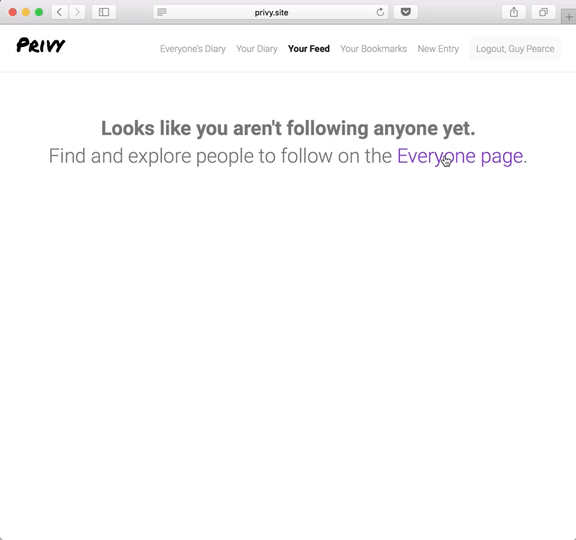 privy.site
PRIVY
Everyone's Diary Your Diary Your Feed Your Bookmarks New Entry Logout, Guy Pearce
Looks like you aren't following anyone yet.
Find and explore people to follow on the Everyone page.